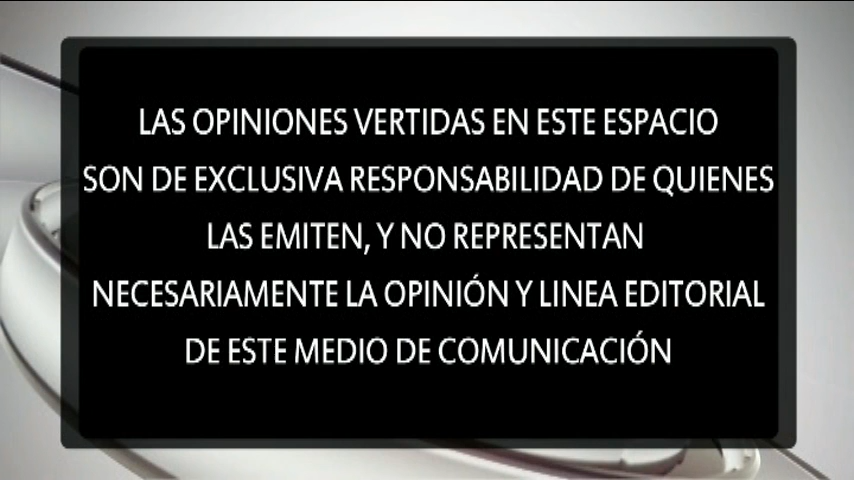 LAS OPINIONES VERTIDAS EN ESTE ESPACIO
SON DE EXCLUSIVA RESPONSABILIDAD DE QUIENES
LAS EMITEN, Y NO REPRESENTAN
NECESARIAMENTE LA OPINIÓN Y LINEA EDITORIAL
DE ESTE MEDIO DE COMUNICACIÓN